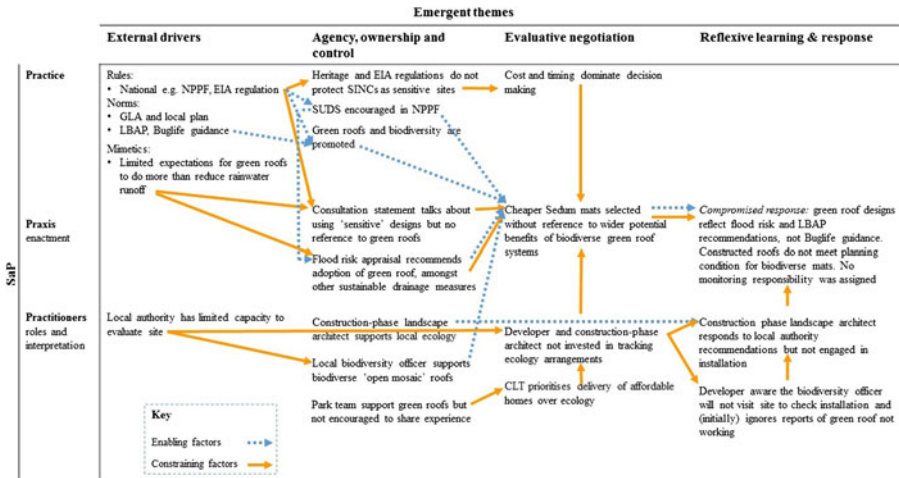 Emergent themes
External drivers
Agency, ownership and
control
Evaluative negotiation
Reflexive learning & response
SaP
Practice
Rules:
• National e.g. NPPF, EIA regulation
Norms:
• GLA and local plan
• LBAP, Buglife guidance
Mimetics:
• Limited expectations for green roofs
to do more than reduce rainwater
runoff
Heritage and EIA regulations do not
protect SINCs as sensitive sites
SUDS encouraged in NPPF
Green roofs and biodiversity are
promoted
Cost and timing dominate decision
making
Praxis
enactment
Consultation statement talks about
using ‘sensitive’ designs but no
reference to green roofs
Flood risk appraisal recommends
adoption of green roof, amongst
other sustainable drainage measures
Cheaper Sedum mats selected
without reference to wider potential
benefits of biodiverse green roof
systems
Compromised response: green roof designs
reflect flood risk and LBAP
recommendations, not Buglife guidance.
Constructed roofs do not meet planning
condition for biodiverse mats. No
monitoring responsibility was assigned
Practitioners
roles and
interpretation
Local authority has limited capacity to
evaluate site
Construction-phase landscape
architect supports local ecology
Local biodiversity officer supports
biodiverse ‘open mosaic’ roofs
Park team support green roofs but
not encouraged to share experience
Developer and construction-phase
architect not invested in tracking
ecology arrangements
CLT prioritises delivery of affordable
homes over ecology
Construction phase landscape architect
responds to local authority
recommendations but not engaged in
installation
Developer aware the biodiversity officer
will not visit site to check installation and
(initially) ignores reports of green roof not
working
Key
Enabling factors
Constraining factors